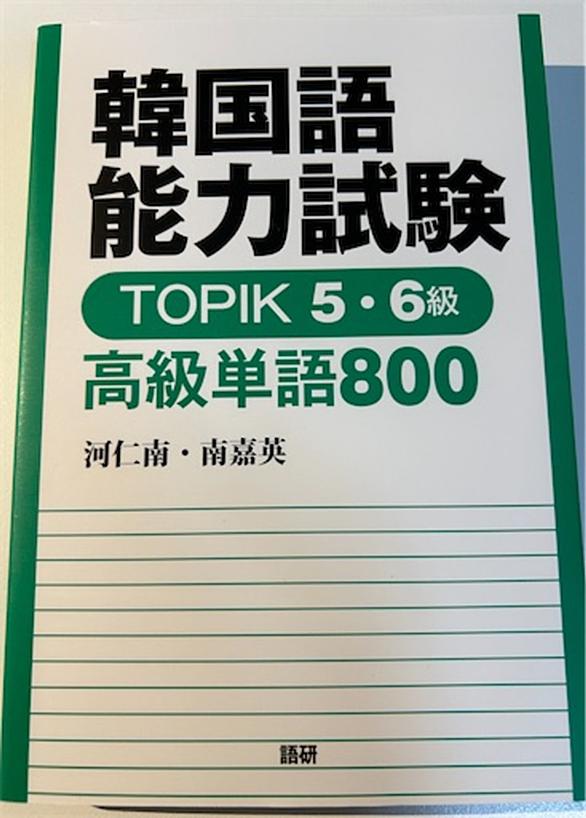 韓国語
能力試験
TOPIK 5・6級
高級単語800
河仁南・南嘉英
語研